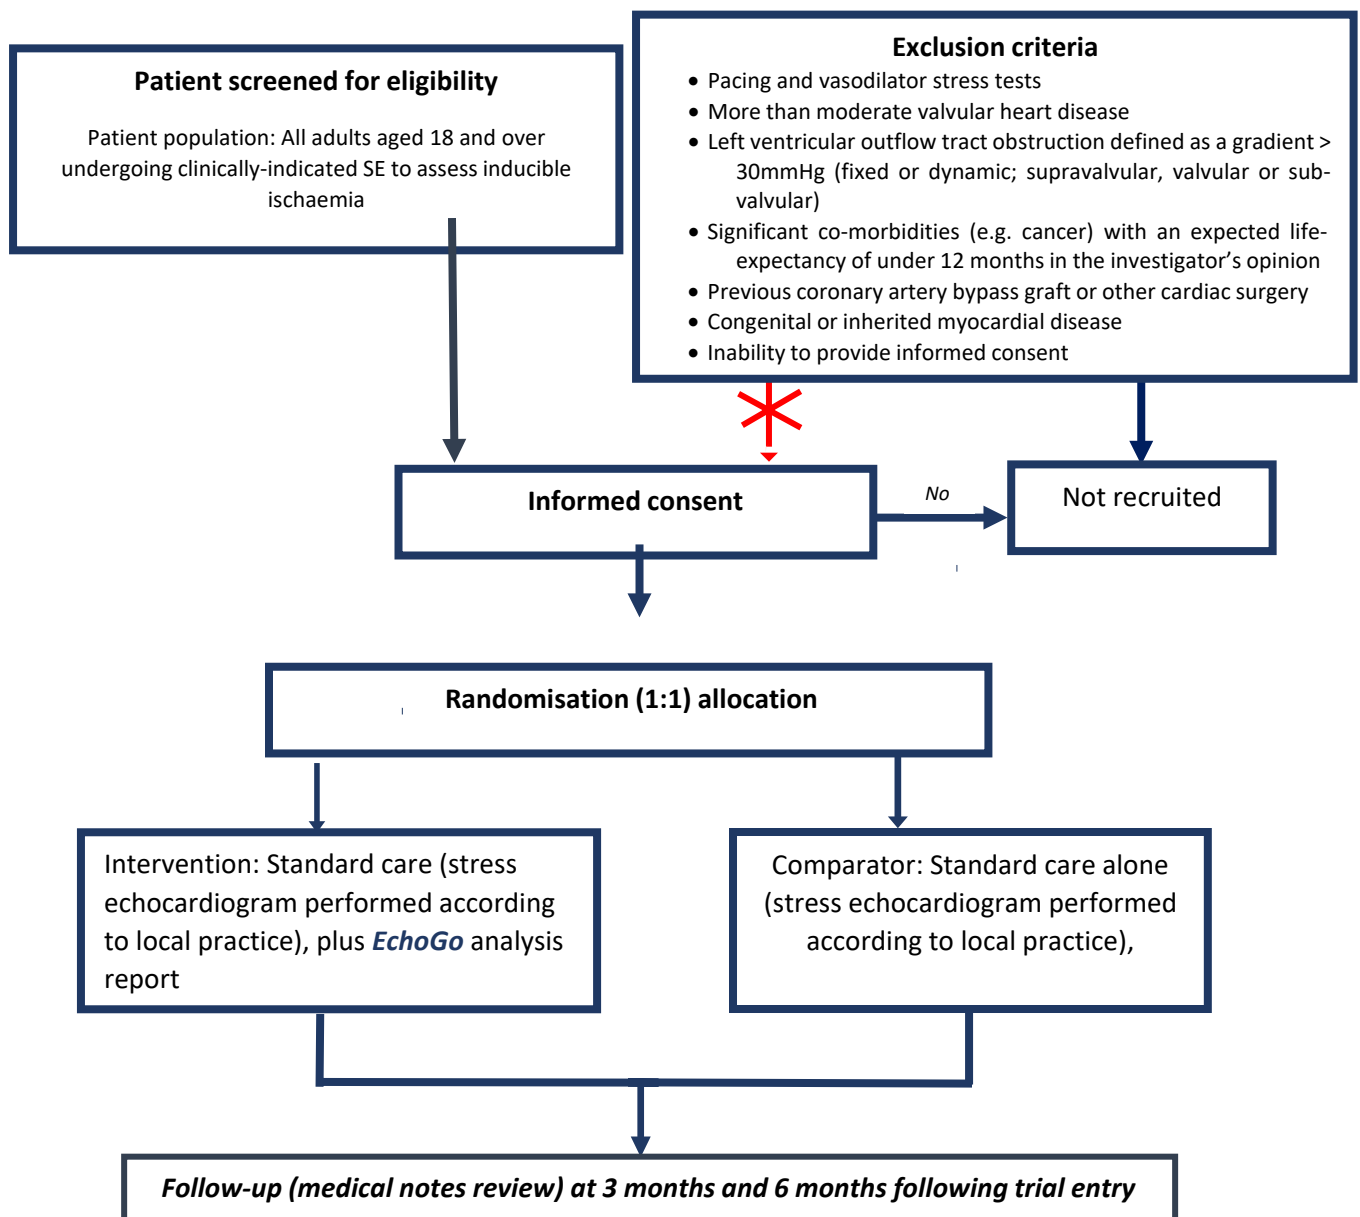 Patient screened for eligibility
Patient population: All adults aged 18 and over
undergoing clinically-indicated SE to assess inducible
ischaemia
Exclusion criteria
• Pacing and vasodilator stress tests
• More than moderate valvular heart disease
• Left ventricular outflow tract obstruction defined as a gradient >
30mmHg (fixed or dynamic; supravalvular, valvular or sub-
valvular)
• Significant co-morbidities (e.g. cancer) with an expected life-
expectancy of under 12 months in the investigator’s opinion
• Previous coronary artery bypass graft or other cardiac surgery
• Congenital or inherited myocardial disease
• Inability to provide informed consent
Informed consent
No
Not recruited
Randomisation (1:1) allocation
Intervention: Standard care (stress
echocardiogram performed according
to local practice), plus EchoGo analysis
report
Comparator: Standard care alone
(stress echocardiogram performed
according to local practice),
Follow-up (medical notes review) at 3 months and 6 months following trial entry